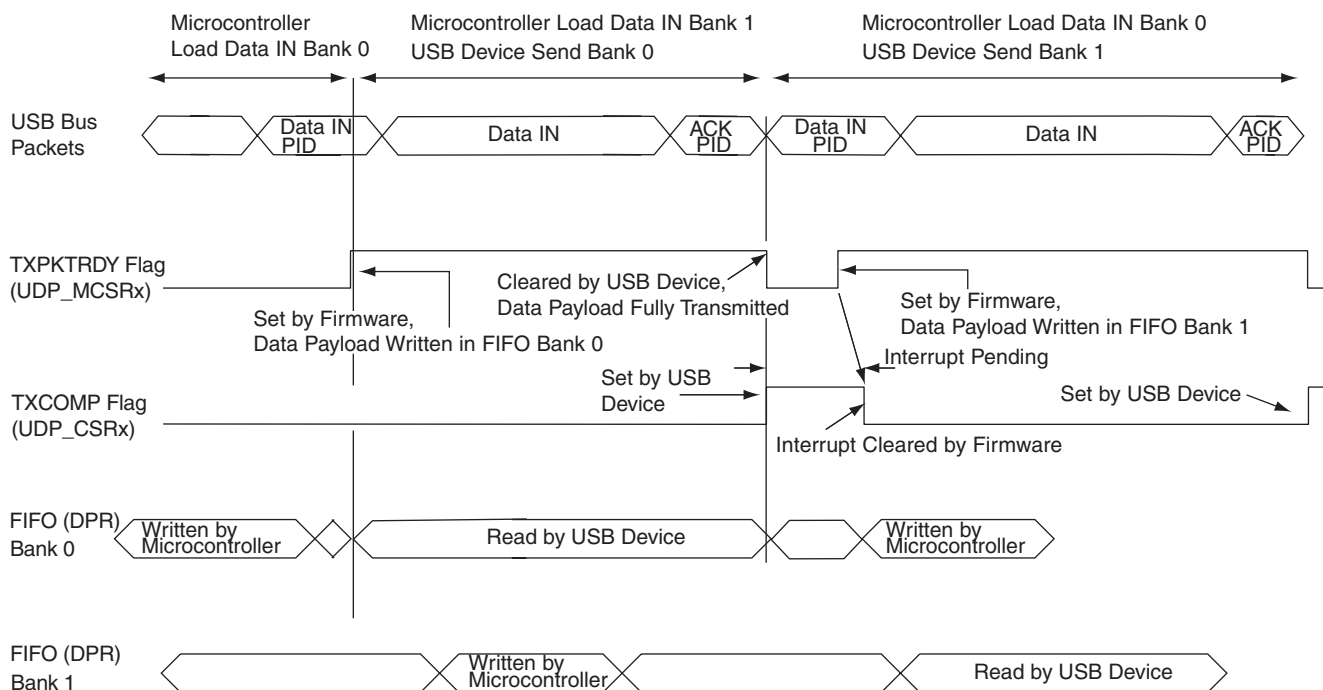 Microcontroller
Load Data IN Bank 0
Microcontroller Load Data IN Bank 1
USB Device Send Bank 0
Microcontroller Load Data IN Bank 0
USB Device Send Bank 1
USB Bus
Packets
Data IN
PID
Data IN
ACK
PID
Data IN
PID
Data IN
ACK
PID
TXPKTRDY Flag
(UDP_MCSRx)
Set by Firmware,
Data Payload Written in FIFO Bank 0
Cleared by USB Device,
Data Payload Fully Transmitted
Set by Firmware,
Data Payload Written in FIFO Bank 1
Interrupt Pending
TXCOMP Flag
(UDP_CSRx)
Set by USB
Device
Set by USB Device
Interrupt Cleared by Firmware
FIFO (DPR)
Bank 0
Written by
Microcontroller
Read by USB Device
Written by
Microcontroller
FIFO (DPR)
Bank 1
Written by
Microcontroller
Read by USB Device